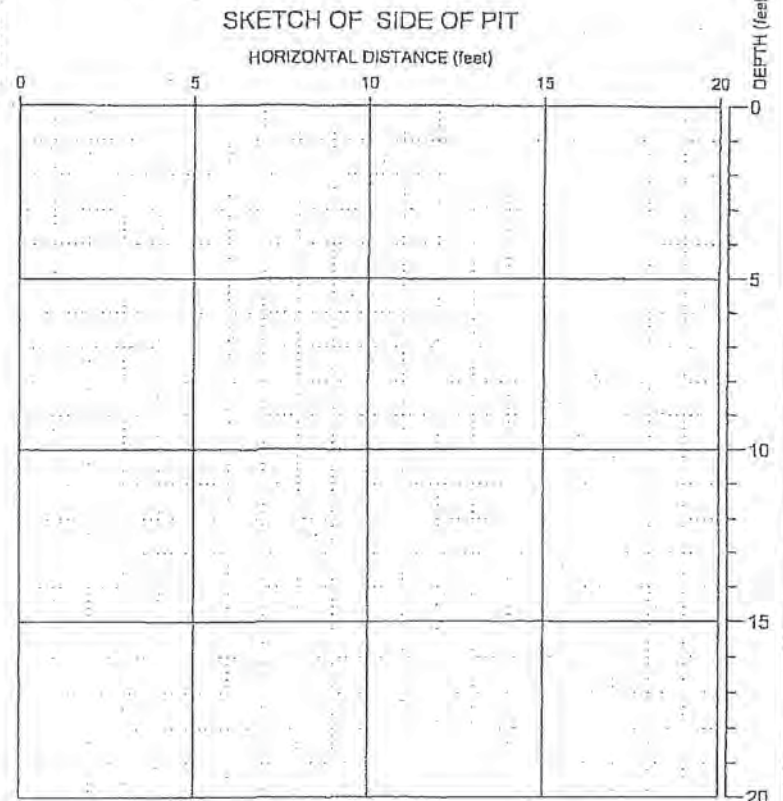 SKETCH OF SIDE OF PIT
HORIZONTAL DISTANCE (feet)
0 5 10 15 20
DEPTH (feet)
0
5
10
15
20